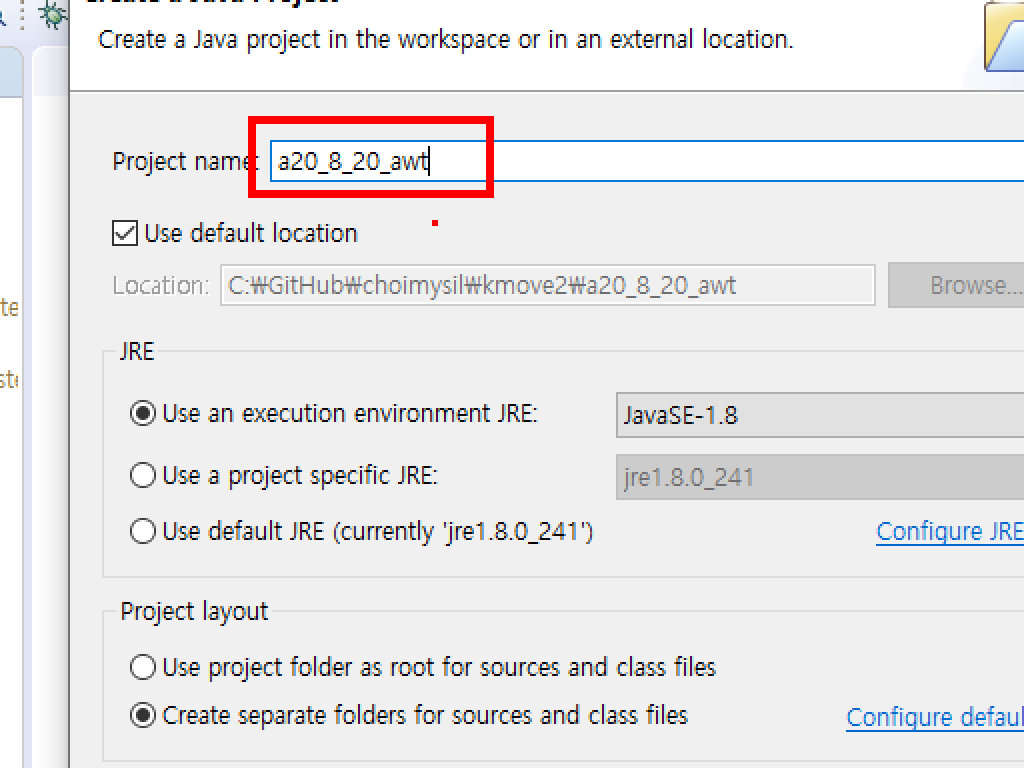 Create a Java project in the workspace or in an external location.
Project name: a20_8_20_awt
Use default location
Location: C:₩GitHub₩choimysil₩kmove2₩a20_8_20_awt Browse...
JRE
Use an execution environment JRE: JavaSE-1.8
Use a project specific JRE: jre1.8.0_241
Use default JRE (currently 'jre1.8.0_241') Configure JRE
Project layout
Use project folder as root for sources and class files
Create separate folders for sources and class files Configure defaul